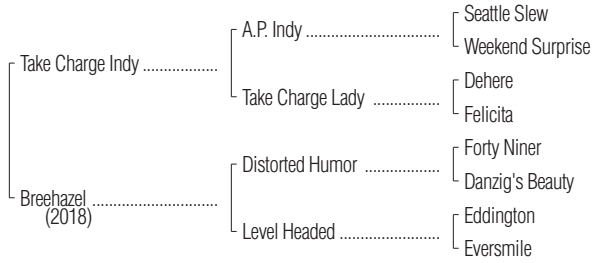 Seattle Slew
A.P. Indy ................................
Weekend Surprise
Take Charge Indy ..................
Dehere
Take Charge Lady ................
Felicita
Forty Niner
Distorted Humor ..................
Danzig's Beauty
Breehazel ..............................
(2018)
Eddington
Level Headed ........................
Eversmile